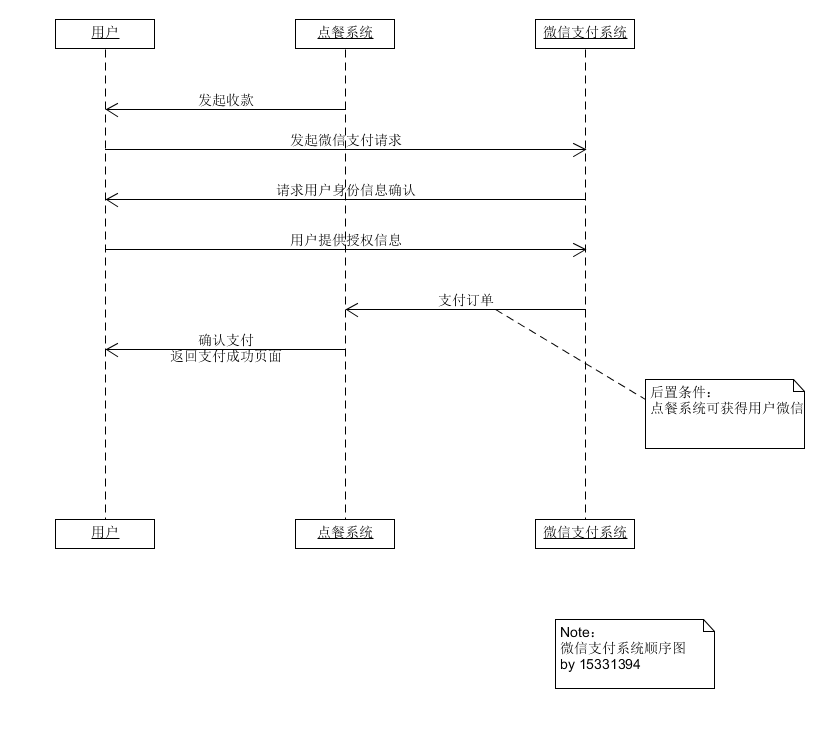 用户
点餐系统
微信支付系统
发起收款
发起微信支付请求
请求用户身份信息确认
用户提供授权信息
支付订单
确认支付
返回支付成功页面
后置条件：
点餐系统可获得用户微信
用户
点餐系统
微信支付系统
Note：
微信支付系统顺序图
by 15331394